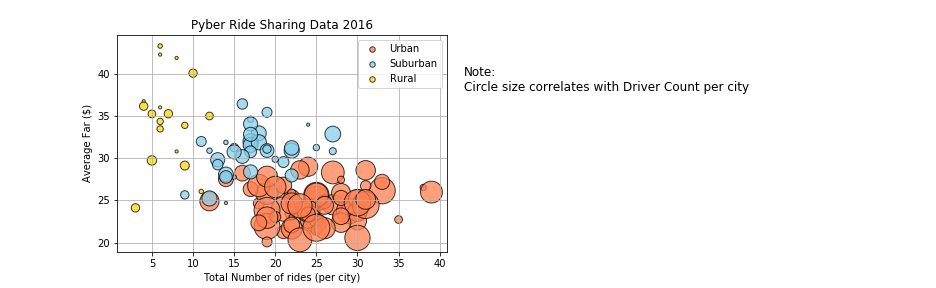 Pyber Ride Sharing Data 2016
Urban
Suburban
Rural
Note:
Circle size correlates with Driver Count per city
Average Far ($)
40
35
30
25
20
5 10 15 20 25 30 35 40
Total Number of rides (per city)